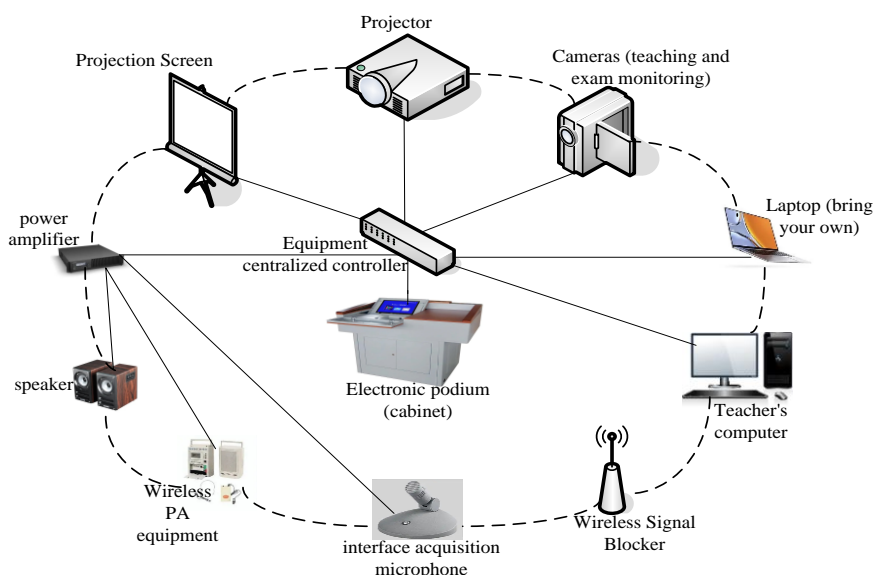 Projector
Projection Screen
Cameras (teaching and
exam monitoring)
Laptop (bring
your own)
power
amplifier
Equipment
centralized controller
speaker
Electronic podium
(cabinet)
Teacher's
computer
Wireless
PA
equipment
Wireless Signal
Blocker
interface acquisition
microphone